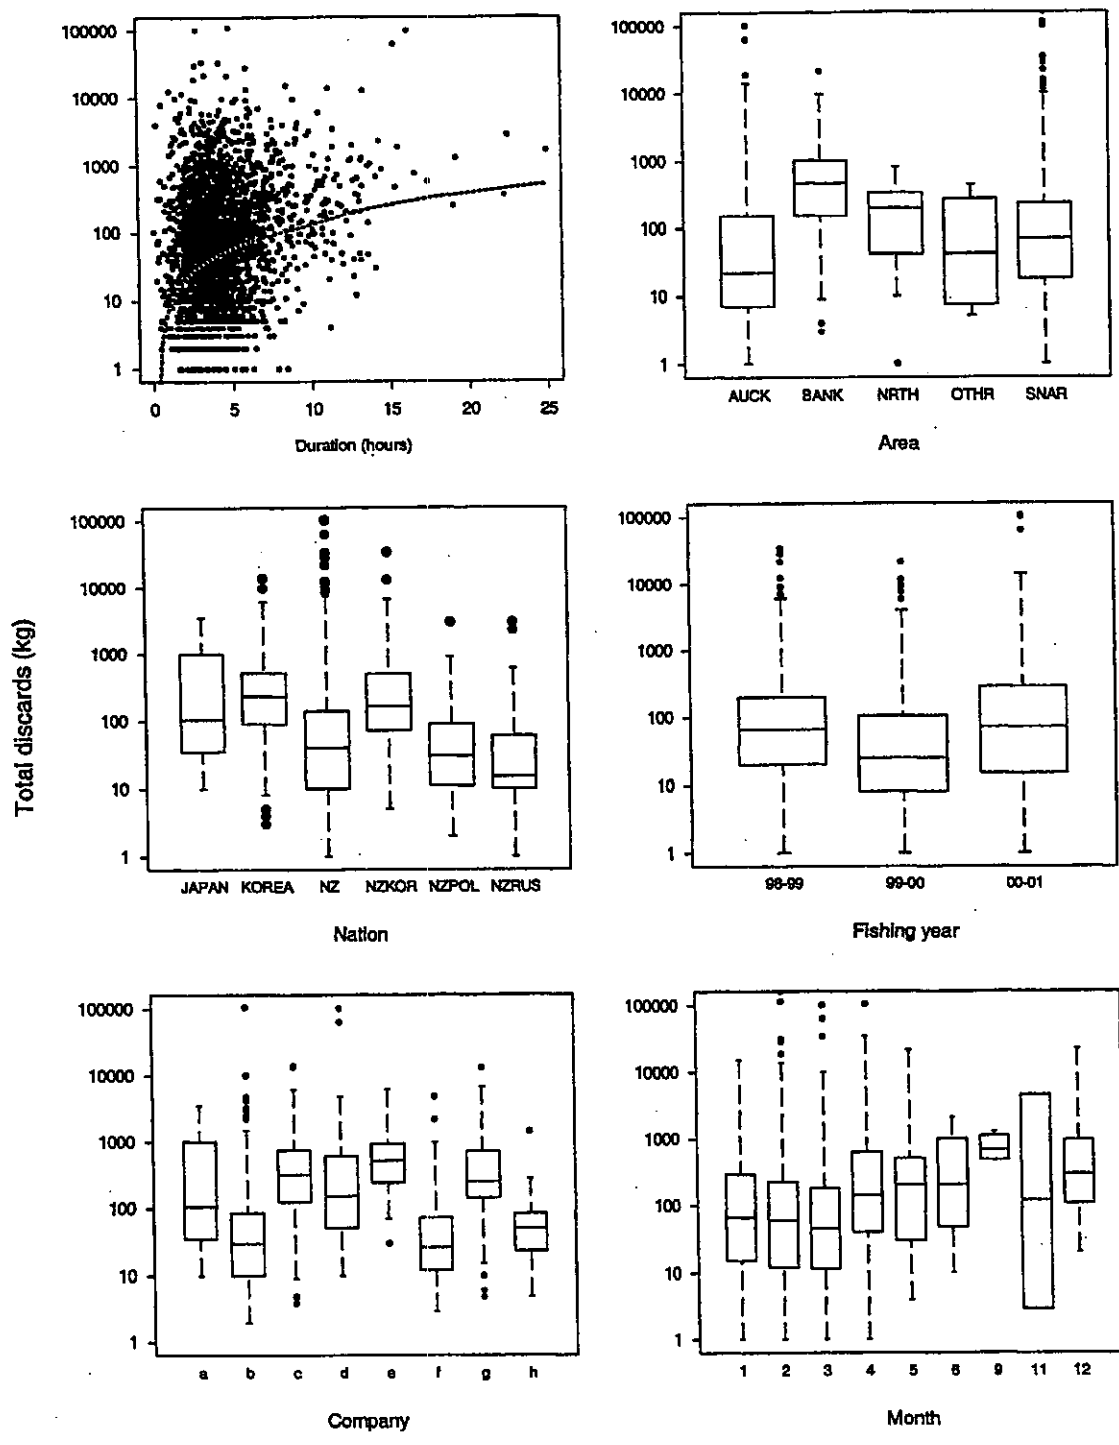 Total discards (kg)
100000
10000
1000
100
10
1
0 5 10 15 20 25
Duration (hours)
100000
10000
1000
100
10
1
AUCK BANK NRTH OTHR SNAR
Area
100000
10000
1000
100
10
1
JAPAN KOREA NZ NZKOR NZPOL NZRUS
Nation
100000
10000
1000
100
10
1
98-99 99-00 00-01
Fishing year
100000
10000
1000
100
10
1
a b c d e f g h
Company
100000
10000
1000
100
10
1
1 2 3 4 5 6 9 11 12
Month